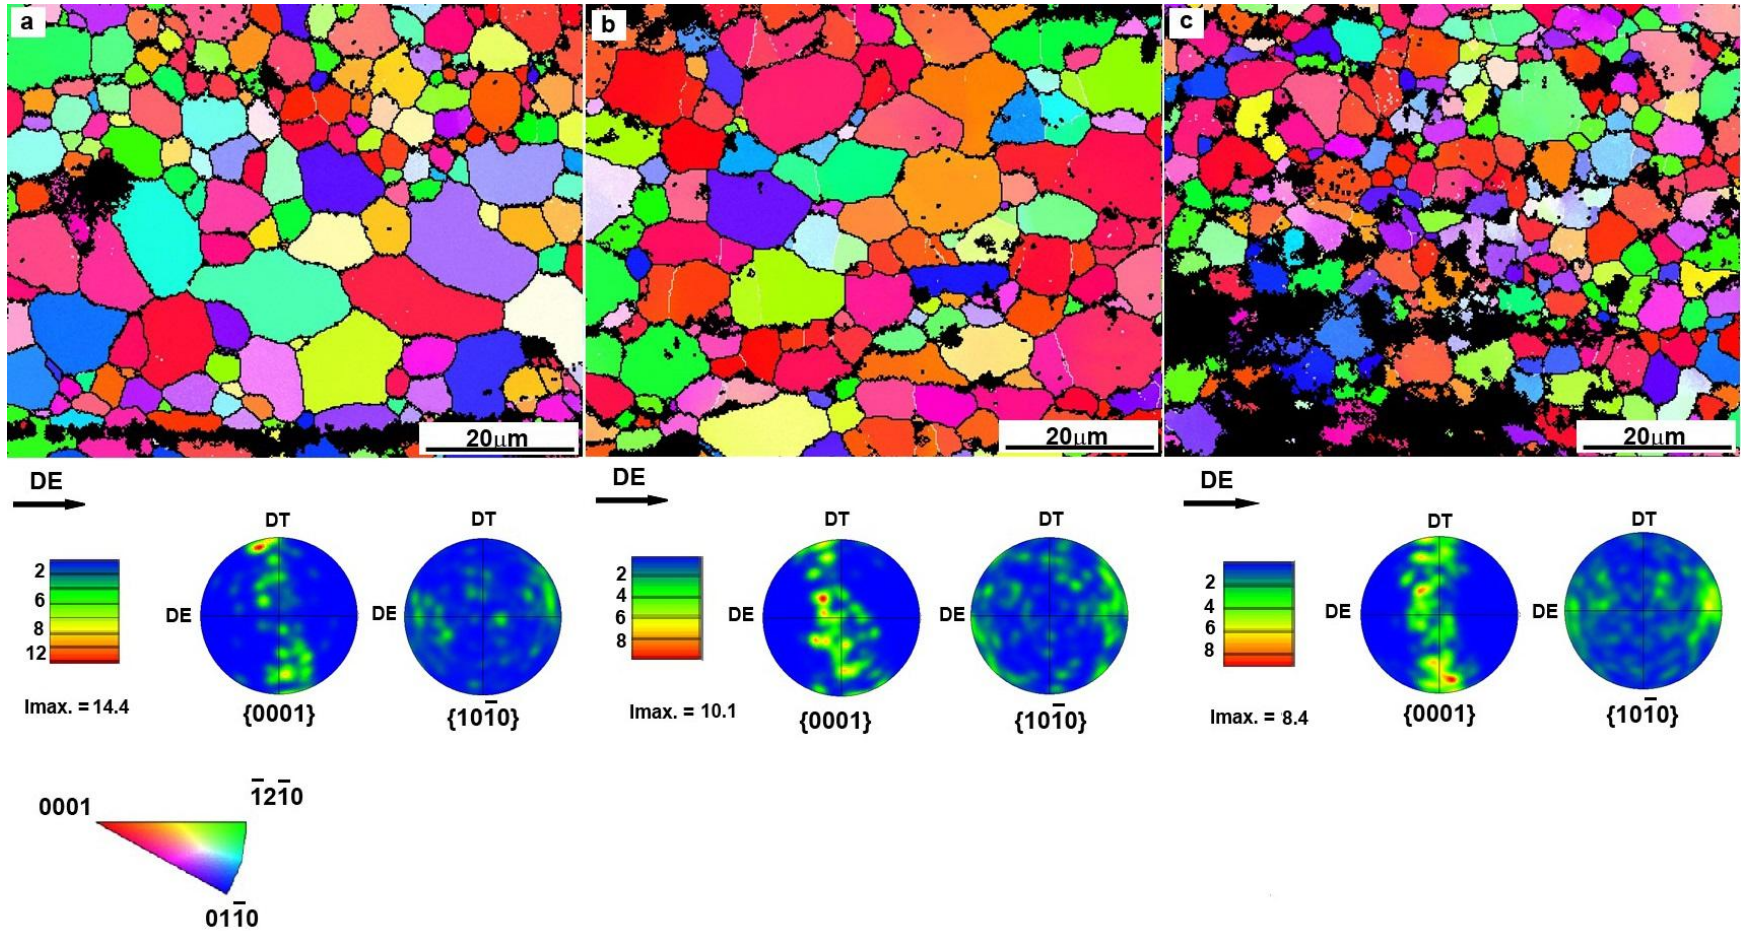 a
b
c
20μm
20μm
20μm
DE
DE
DE
DT
DT
DT
DT
DT
DT
2
6
8
12
DE
DE
2
4
6
8
DE
DE
2
4
6
8
DE
DE
Imax. = 14.4
{0001}
{101̅0}
Imax. = 10.1
{0001}
{101̅0}
Imax. = 8.4
{0001}
{101̅0}
1̅21̅0
0001
011̅0